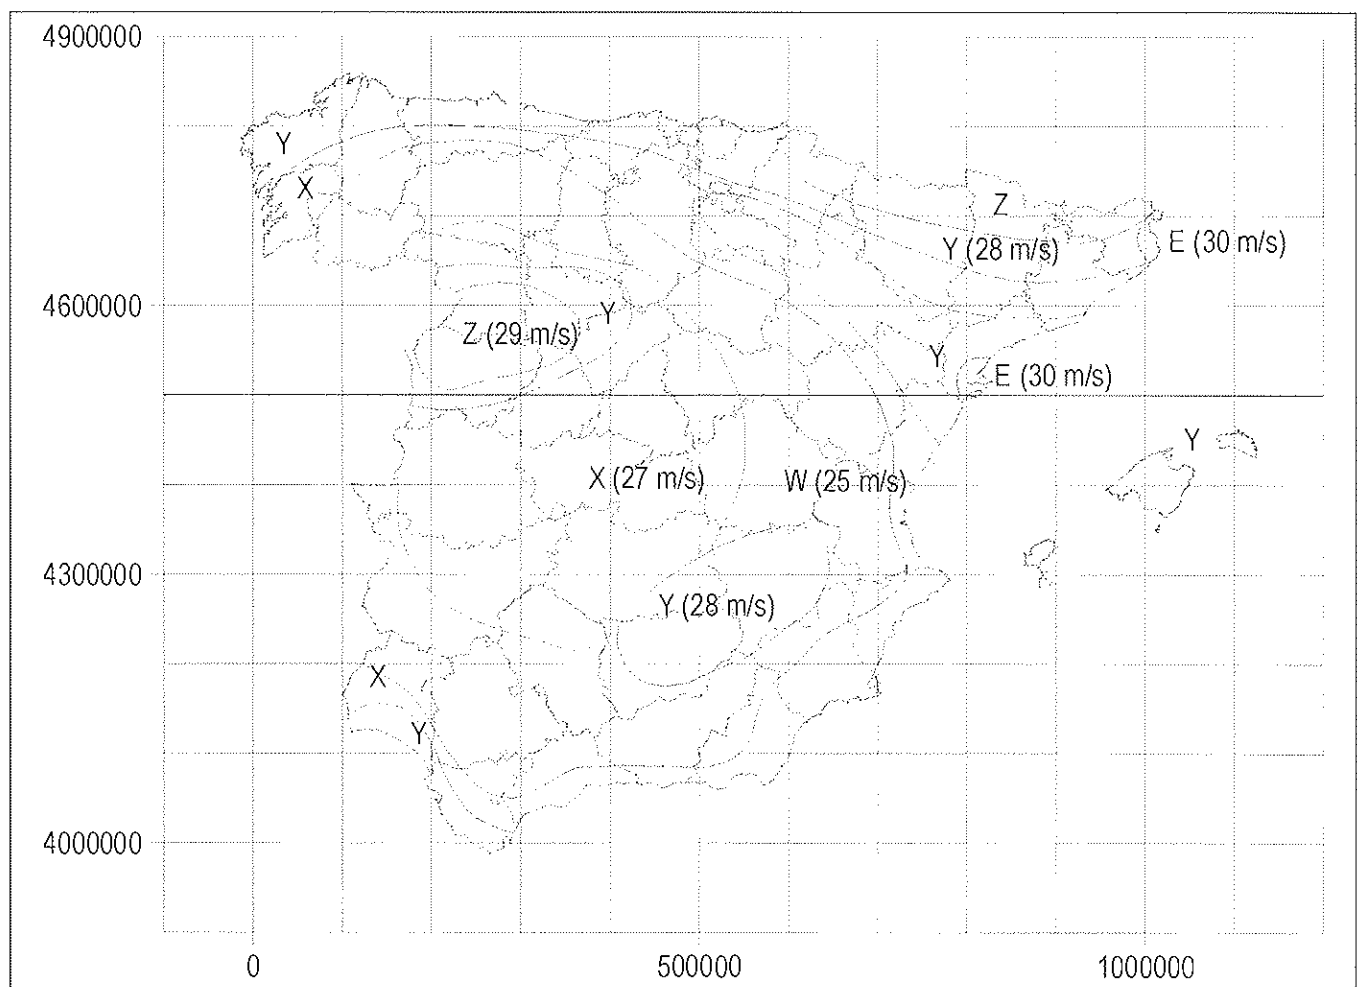 4900000
Y
X
Z
Y (28 m/s)
E (30 m/s)
4600000
Y
Z (29 m/s)
Y
E (30 m/s)
Y
X (27 m/s)
W (25 m/s)
4300000
Y (28 m/s)
X
Y
4000000
0
500000
1000000